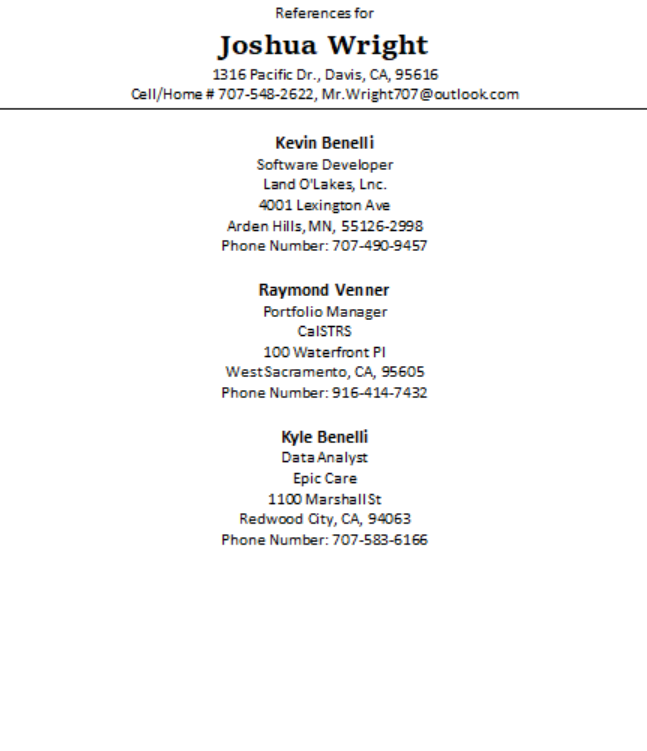 References for
Joshua Wright
1316 Pacific Dr., Davis, CA, 95616
Cell/Home # 707-548-2622, Mr.Wright707@outlook.com
Kevin Benelli
Software Developer
Land O'Lakes, Lnc.
4001 Lexington Ave
Arden Hills, MN, 55126-2998
Phone Number: 707-490-9457
Raymond Venner
Portfolio Manager
CalSTRS
100 Waterfront Pl
West Sacramento, CA, 95605
Phone Number: 916-414-7432
Kyle Benelli
Data Analyst
Epic Care
1100 Marshall St
Redwood City, CA, 94063
Phone Number: 707-583-6166